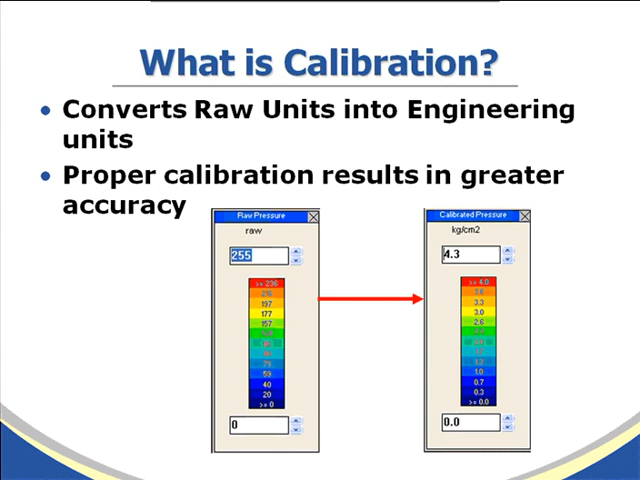 What is Calibration?
• Converts Raw Units into Engineering
units
• Proper calibration results in greater
accuracy
Raw Pressure
raw
255
>= 236
216
197
177
157
59
40
20
>= 0
0
Calibrated Pressure
kg/cm2
4.3
>= 4.0
3.6
3.3
3.0
2.6
1.0
0.7
0.3
>= 0.0
0.0